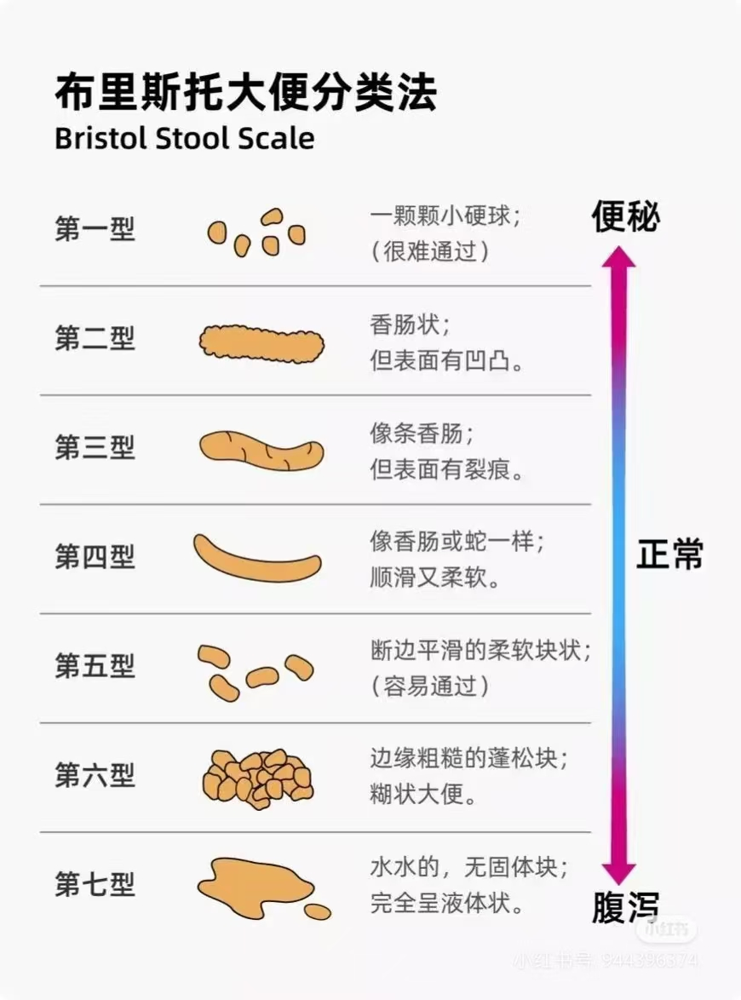 布里斯托大便分类法
Bristol Stool Scale
便秘
第一型
一颗颗小硬球；
（很难通过）
第二型
香肠状；
但表面有凹凸。
第三型
像条香肠；
但表面有裂痕。
第四型
像香肠或蛇一样；
顺滑又柔软。
正常
第五型
断边平滑的柔软块状；
（容易通过）
第六型
边缘粗糙的蓬松块；
糊状大便。
第七型
水水的，无固体块；
完全呈液体状。
腹泻
小红书
小红书号: 944396374